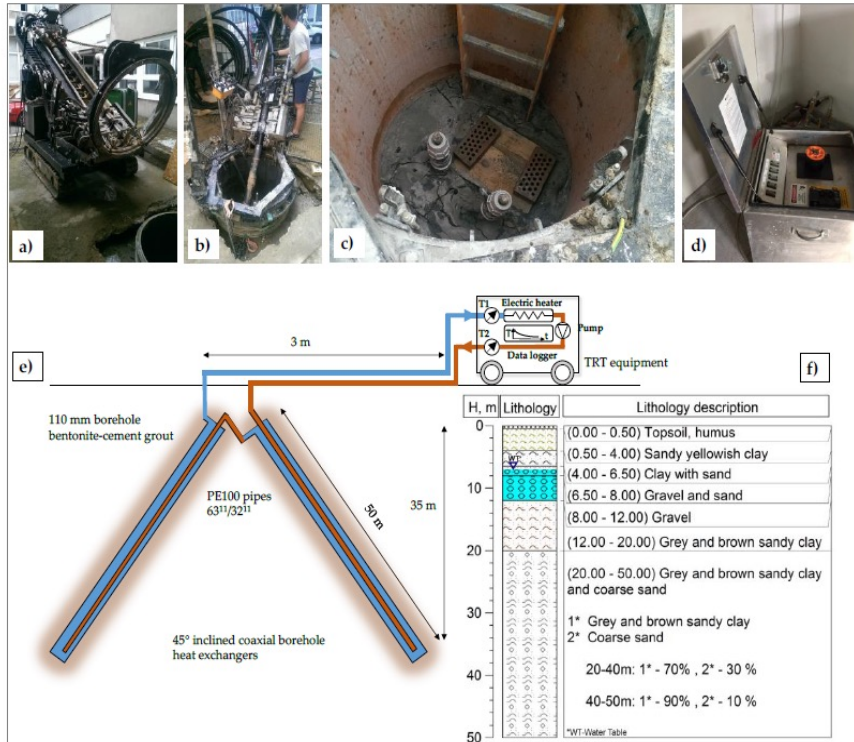 a)
b)
c)
d)
e)
f)
3 m
T1
Electric heater
T
t
Pump
T2
Data logger
TRT equipment
110 mm borehole
bentonite-cement grout
PE100 pipes
63¹¹/32¹¹
50 m
35 m
45° inclined coaxial borehole
heat exchangers
H, m Lithology Lithology description
0
10
20
30
40
50
WT*
(0.00 - 0.50) Topsoil, humus
(0.50 - 4.00) Sandy yellowish clay
(4.00 - 6.50) Clay with sand
(6.50 - 8.00) Gravel and sand
(8.00 - 12.00) Gravel
(12.00 - 20.00) Grey and brown sandy clay
(20.00 - 50.00) Grey and brown sandy clay
and coarse sand
1* Grey and brown sandy clay
2* Coarse sand
20-40m: 1* - 70% , 2* - 30 %
40-50m: 1* - 90% , 2* - 10 %
*WT-Water Table